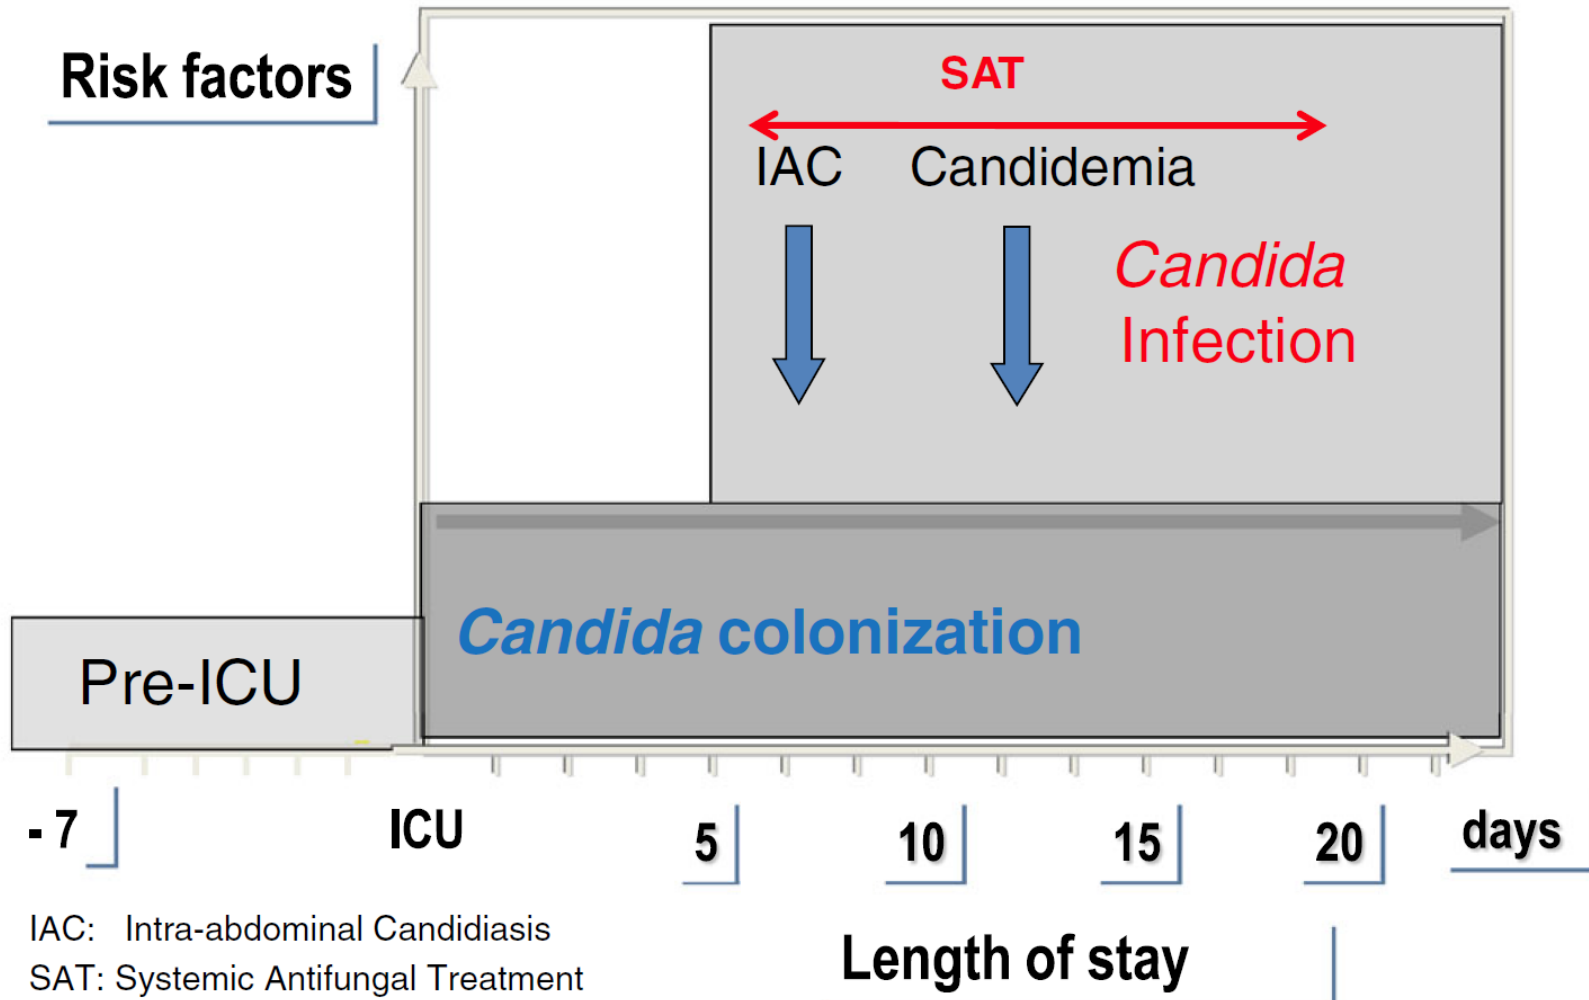 Risk factors
SAT
IAC
Candidemia
Candida
Infection
Candida colonization
Pre-ICU
- 7
ICU
5
10
15
20
days
IAC: Intra-abdominal Candidiasis
SAT: Systemic Antifungal Treatment
Length of stay